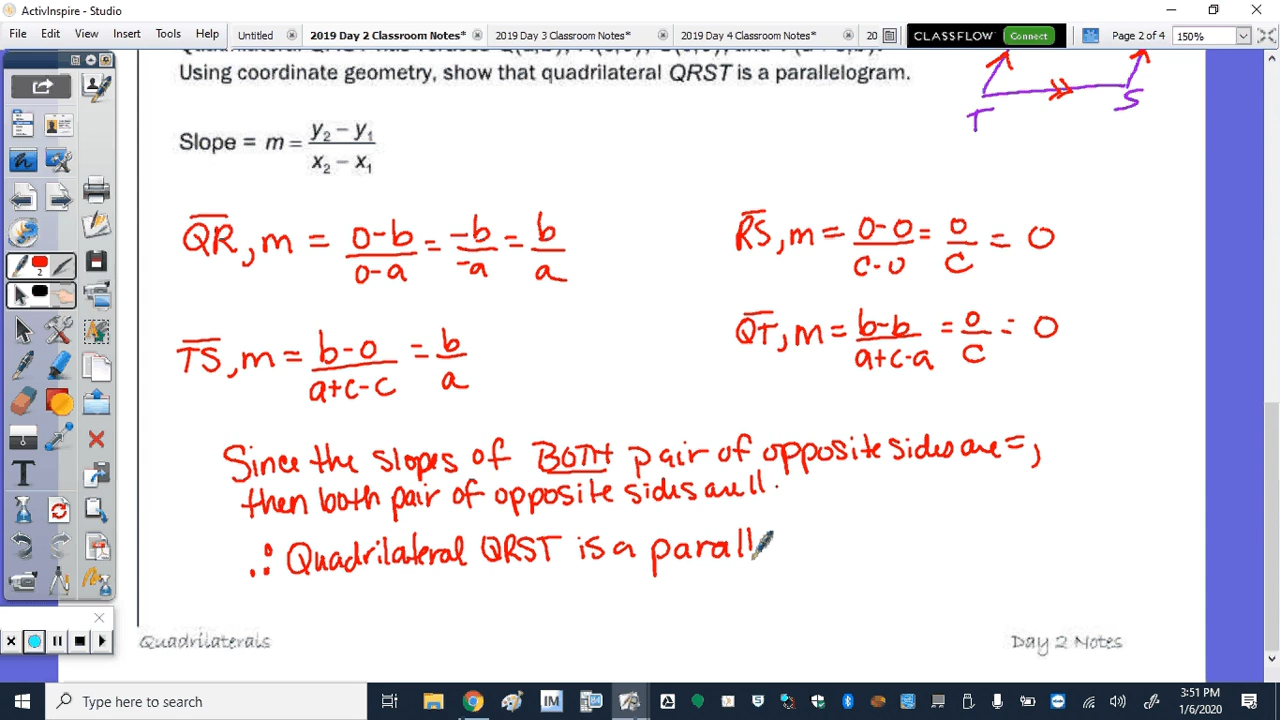 ActivInspire - Studio
File Edit View Insert Tools Help Untitled 2019 Day 2 Classroom Notes* 2019 Day 3 Classroom Notes* 2019 Day 4 Classroom Notes* 20 CLASSFLOW Connect Page 2 of 4 150%
Using coordinate geometry, show that quadrilateral QRST is a parallelogram.
T S
Slope = m = y₂ − y₁ / x₂ − x₁
QR, m = 0-b / 0-a = -b / -a = b / a
RS, m = 0-0 / c-0 = 0 / c = 0
TS, m = b-0 / a+c-c = b / a
QT, m = b-b / a+c-a = 0 / c = 0
Since the slopes of BOTH pair of opposite sides are =,
then both pair of opposite sides are ||.
∴ Quadrilateral QRST is a parall
Quadrilaterals Day 2 Notes
2
T
Type here to search
IM
3:51 PM
1/6/2020